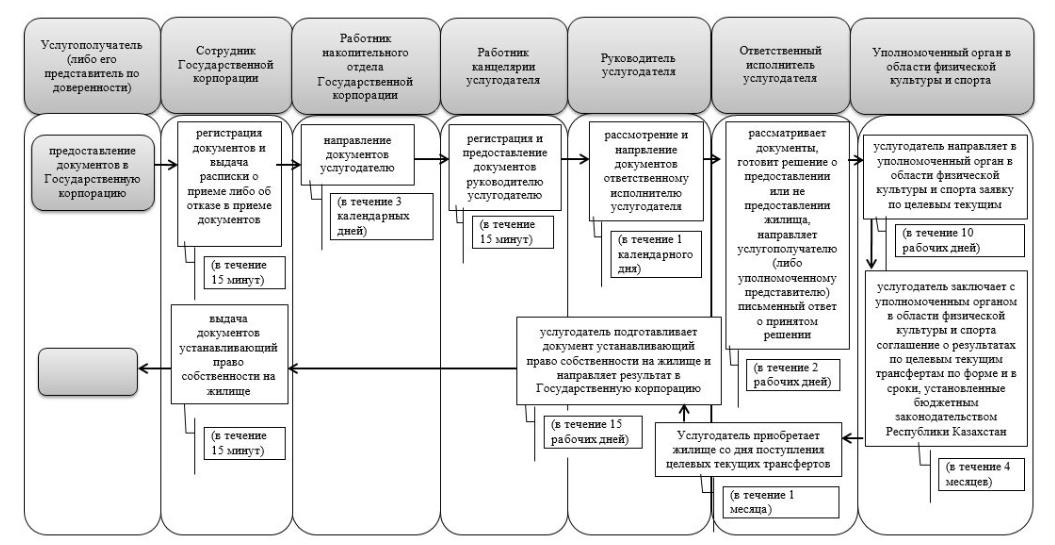 Услугополучатель
(либо его
представитель по
доверенности)
Сотрудник
Государственной
корпорации
Работник
накопительного
отдела
Государственной
корпорации
Работник
канцелярии
услугодателя
Руководитель
услугодателя
Ответственный
исполнитель
услугодателя
Уполномоченный орган в
области физической
культуры и спорта
предоставление
документов в
Государственную
корпорацию
регистрация
документов и
выдача
расписки о
приеме либо об
отказе в приеме
документов
(в течение
15 минут)
направление
документов
услугодателю
(в течение 3
календарных
дней)
регистрация и
предоставление
документов
руководителю
услугодателю
(в течение
15 минут)
рассмотрение и
напрвление
документов
ответственному
исполнителю
услугодателя
(в течение 1
календарного
дня)
рассматривает
документы,
готовит решение о
предоставлении
или не
предоставлении
жилища,
направляет
услугополучателю
(либо
уполномоченному
представителю)
письменный ответ
о принятом
решении
(в течение 2
рабочих дней)
услугодатель направляет в
уполномоченный орган в
области физической
культуры и спорта заявку
по целевым текущим
(в течение 10
рабочих дней)
услугодатель заключает с
уполномоченным органом
в области физической
культуры и спорта
соглашение о результатах
по целевым текущим
трансфертам по форме и в
сроки, установленные
бюджетным
законодательством
Республики Казахстан
(в течение 4
месяцев)
Услугодатель приобретает
жилище со дня поступления
целевых текущих трансфертов
(в течение 1
месяца)
услугодатель подготавливает
документ устанавливающий
право собственности на жилище и
направляет результат в
Государственную корпорацию
(в течение 15
рабочих дней)
выдача
документов
устанавливающий
право
собственности на
жилище
(в течение
15 минут)